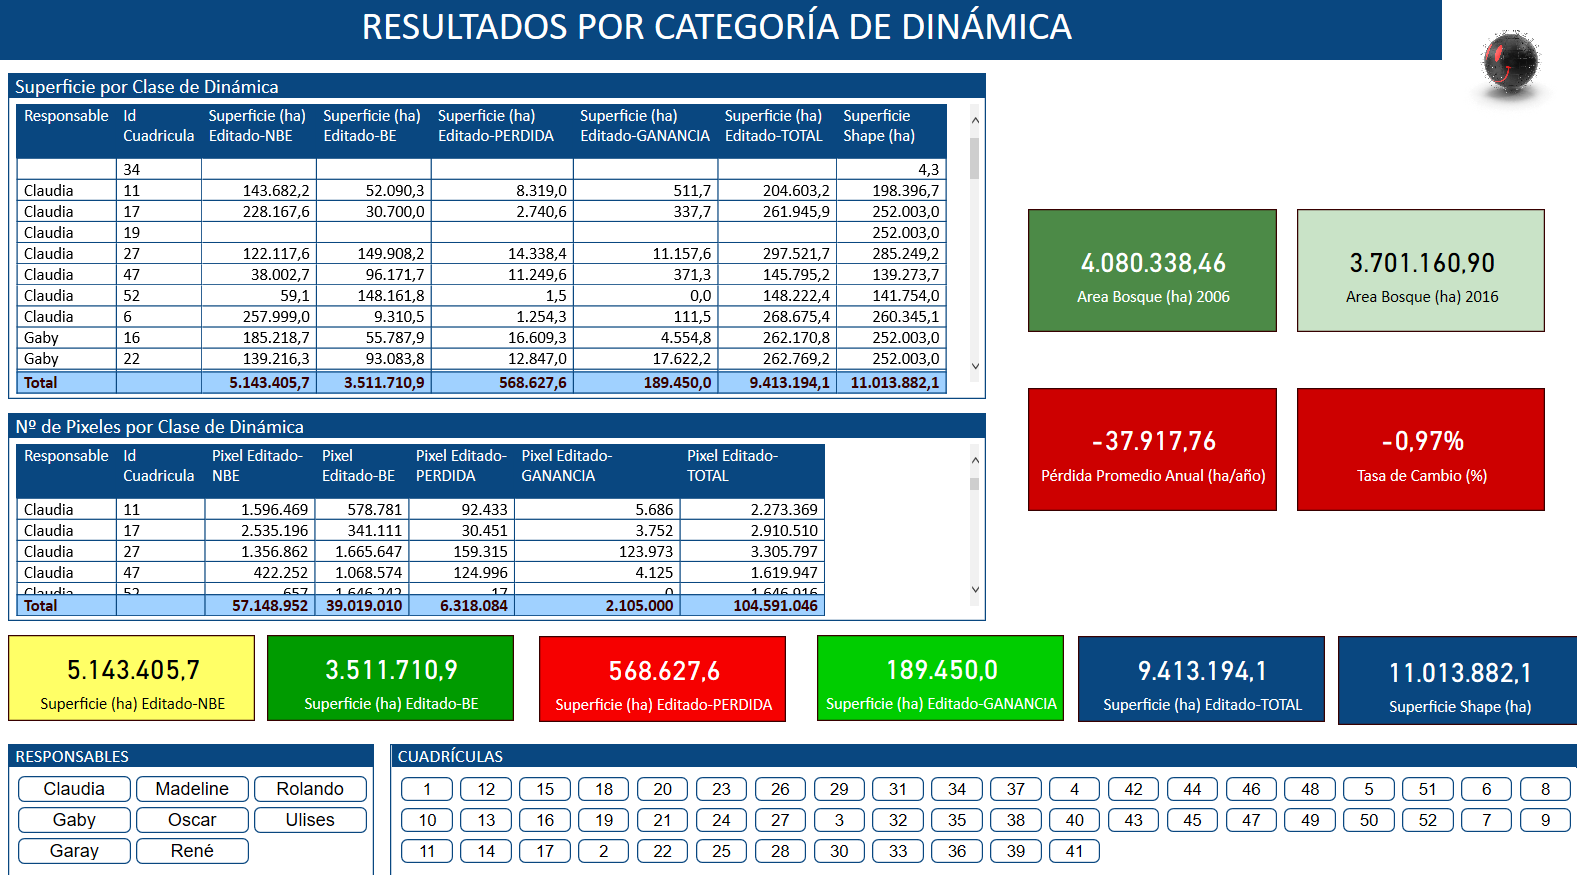 RESULTADOS POR CATEGORÍA DE DINÁMICA
Superficie por Clase de Dinámica
Responsable Id Cuadricula Superficie (ha) Editado-NBE Superficie (ha) Editado-BE Superficie (ha) Editado-PERDIDA Superficie (ha) Editado-GANANCIA Superficie (ha) Editado-TOTAL Superficie Shape (ha)
34 4,3
Claudia 11 143.682,2 52.090,3 8.319,0 511,7 204.603,2 198.396,7
Claudia 17 228.167,6 30.700,0 2.740,6 337,7 261.945,9 252.003,0
Claudia 19 252.003,0
Claudia 27 122.117,6 149.908,2 14.338,4 11.157,6 297.521,7 285.249,2
Claudia 47 38.002,7 96.171,7 11.249,6 371,3 145.795,2 139.273,7
Claudia 52 59,1 148.161,8 1,5 0,0 148.222,4 141.754,0
Claudia 6 257.999,0 9.310,5 1.254,3 111,5 268.675,4 260.345,1
Gaby 16 185.218,7 55.787,9 16.609,3 4.554,8 262.170,8 252.003,0
Gaby 22 139.216,3 93.083,8 12.847,0 17.622,2 262.769,2 252.003,0
Total 5.143.405,7 3.511.710,9 568.627,6 189.450,0 9.413.194,1 11.013.882,1
4.080.338,46
Area Bosque (ha) 2006
3.701.160,90
Area Bosque (ha) 2016
-37.917,76
Pérdida Promedio Anual (ha/año)
-0,97%
Tasa de Cambio (%)
Nº de Pixeles por Clase de Dinámica
Responsable Id Cuadricula Pixel Editado-NBE Pixel Editado-BE Pixel Editado-PERDIDA Pixel Editado-GANANCIA Pixel Editado-TOTAL
Claudia 11 1.596.469 578.781 92.433 5.686 2.273.369
Claudia 17 2.535.196 341.111 30.451 3.752 2.910.510
Claudia 27 1.356.862 1.665.647 159.315 123.973 3.305.797
Claudia 47 422.252 1.068.574 124.996 4.125 1.619.947
Claudia 52 657 1.646.242 17 0 1.646.916
Total 57.148.952 39.019.010 6.318.084 2.105.000 104.591.046
5.143.405,7
Superficie (ha) Editado-NBE
3.511.710,9
Superficie (ha) Editado-BE
568.627,6
Superficie (ha) Editado-PERDIDA
189.450,0
Superficie (ha) Editado-GANANCIA
9.413.194,1
Superficie (ha) Editado-TOTAL
11.013.882,1
Superficie Shape (ha)
RESPONSABLES
Claudia Madeline Rolando
Gaby Oscar Ulises
Garay René
CUADRÍCULAS
1 12 15 18 20 23 26 29 31 34 37 4 42 44 46 48 5 51 6 8
10 13 16 19 21 24 27 3 32 35 38 40 43 45 47 49 50 52 7 9
11 14 17 2 22 25 28 30 33 36 39 41